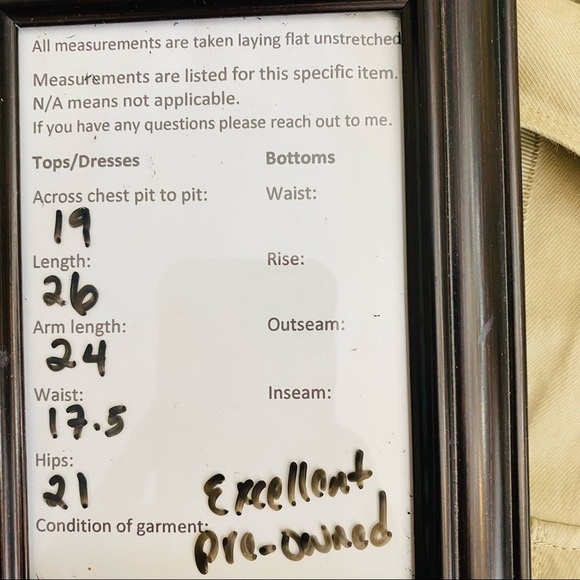 All measurements are taken laying flat unstretched
Measurements are listed for this specific item.
N/A means not applicable.
If you have any questions please reach out to me.
Tops/Dresses Bottoms
Across chest pit to pit: Waist:
19
Length: Rise:
26
Arm length: Outseam:
24
Waist: Inseam:
17.5
Hips:
21 Excellent
Condition of garment: pre-owned